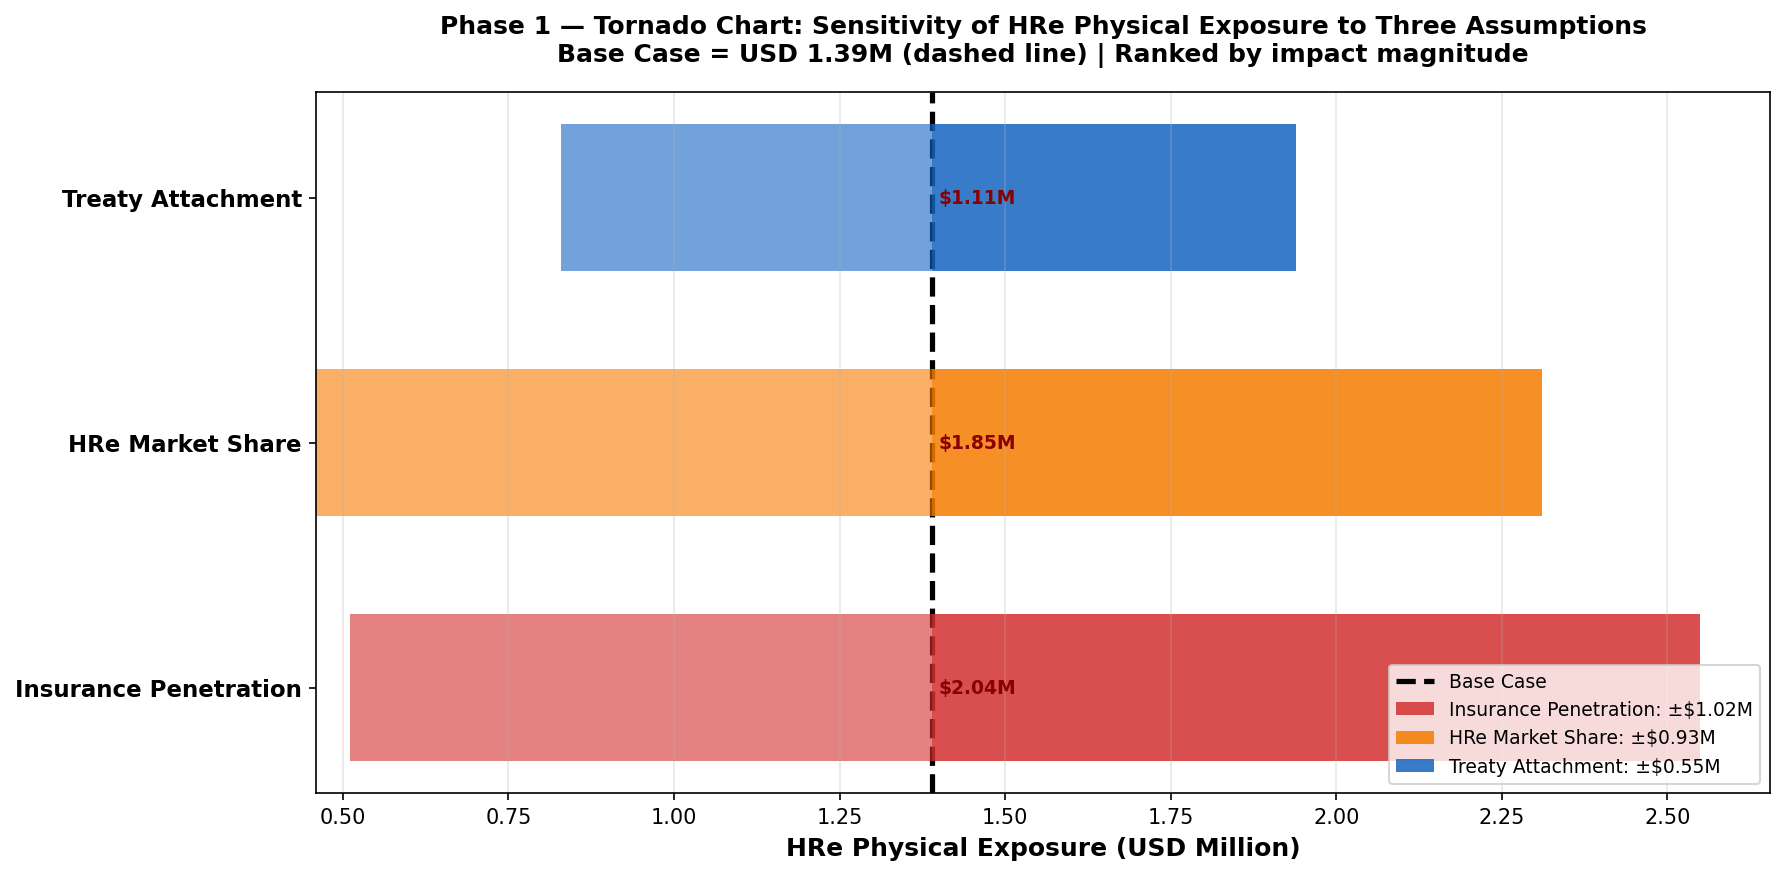 Phase 1 — Tornado Chart: Sensitivity of HRe Physical Exposure to Three Assumptions
Base Case = USD 1.39M (dashed line) | Ranked by impact magnitude
Treaty Attachment
$1.11M
HRe Market Share
$1.85M
Insurance Penetration
$2.04M
Base Case
Insurance Penetration: ±$1.02M
HRe Market Share: ±$0.93M
Treaty Attachment: ±$0.55M
0.50 0.75 1.00 1.25 1.50 1.75 2.00 2.25 2.50
HRe Physical Exposure (USD Million)